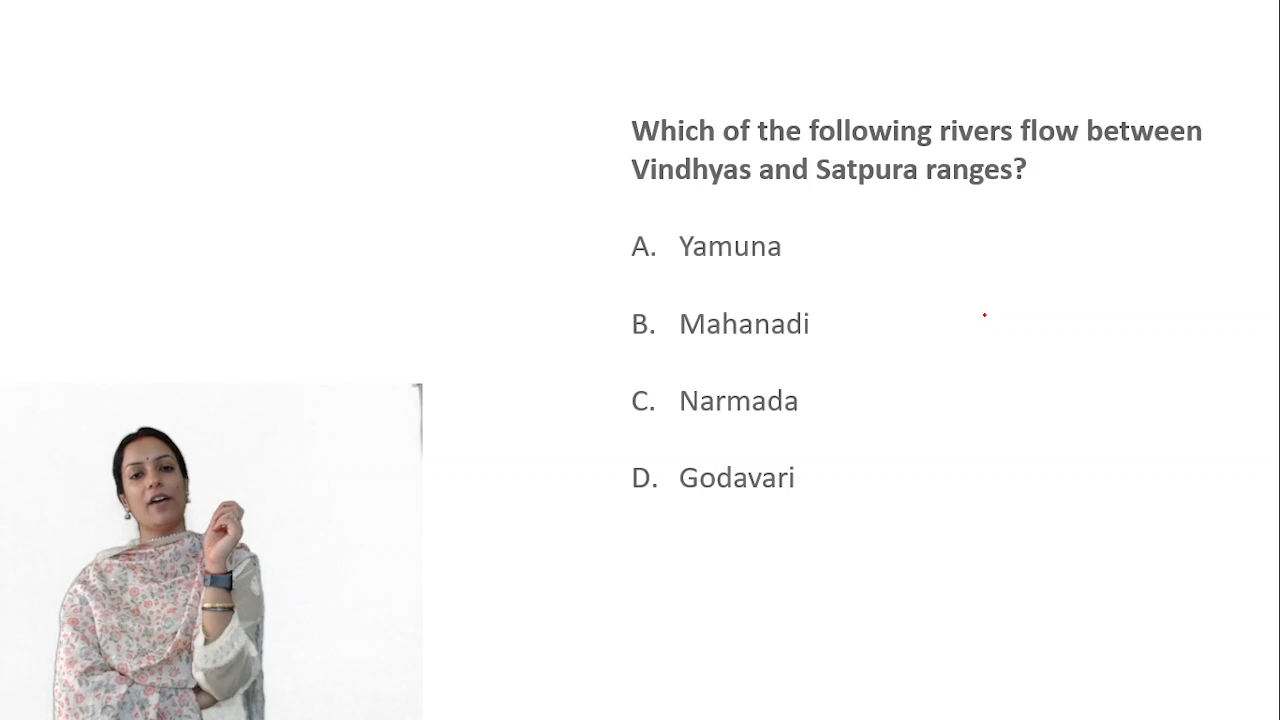 Which of the following rivers flow between
Vindhyas and Satpura ranges?
A. Yamuna
B. Mahanadi
C. Narmada
D. Godavari